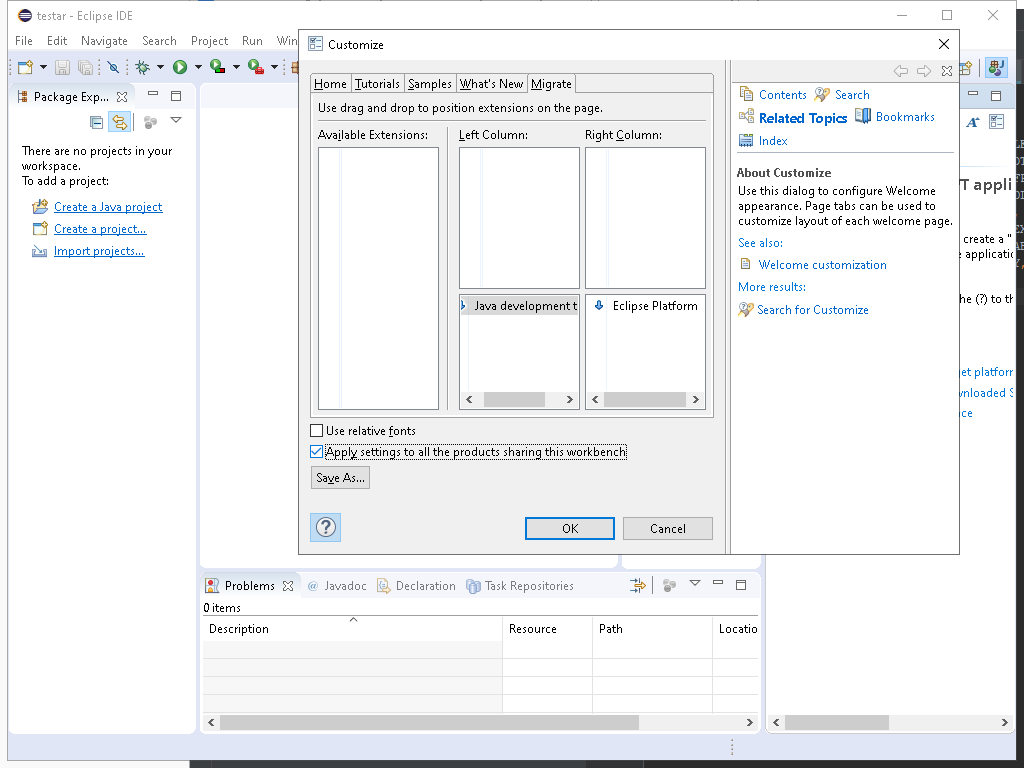 testar - Eclipse IDE
File Edit Navigate Search Project Run Win
Customize
Package Exp...
There are no projects in your
workspace.
To add a project:
Create a Java project
Create a project...
Import projects...
Home Tutorials Samples What's New Migrate
Use drag and drop to position extensions on the page.
Available Extensions: Left Column: Right Column:
Java development t Eclipse Platform
Use relative fonts
Apply settings to all the products sharing this workbench
Save As...
OK Cancel
Contents Search
Related Topics Bookmarks
Index
About Customize
Use this dialog to configure Welcome
appearance. Page tabs can be used to
customize layout of each welcome page.
See also:
Welcome customization
More results:
Search for Customize
T appli
create a "
e applicatio
he (?) to th
et platforr
vnloaded S
ce
Problems @ Javadoc Declaration Task Repositories
0 items
Description Resource Path Locatio